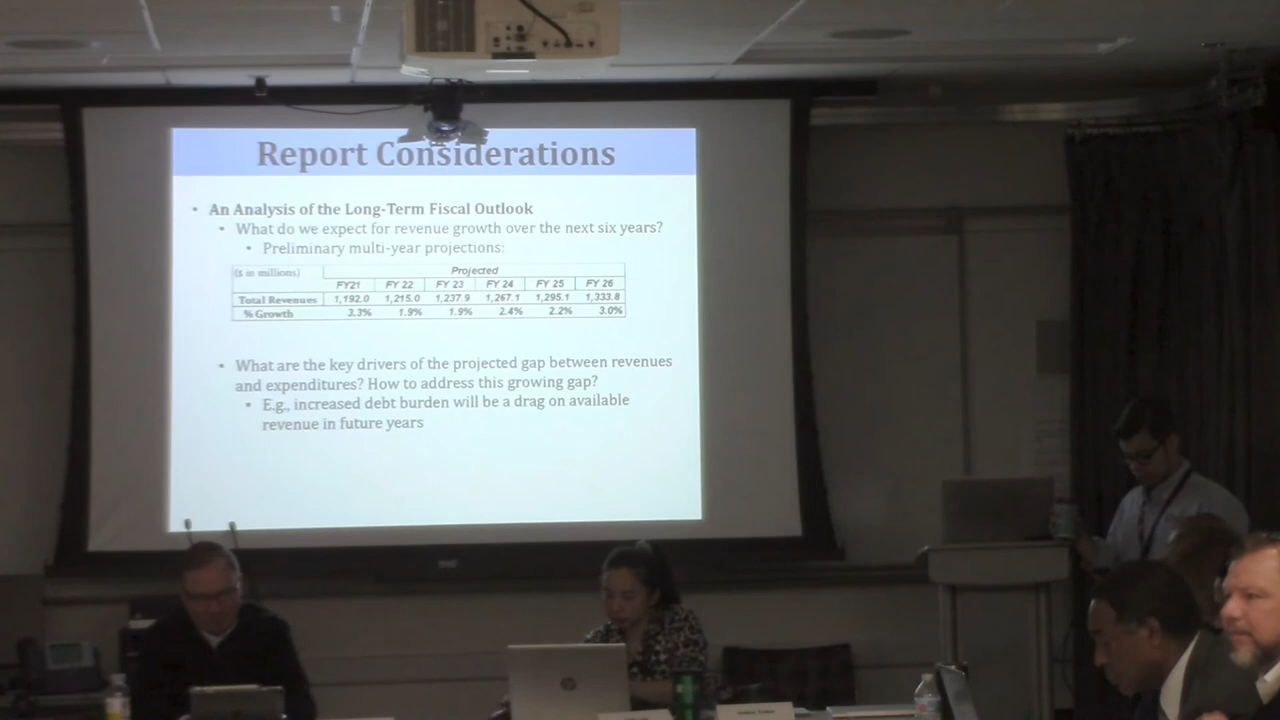 Report Considerations
• An Analysis of the Long-Term Fiscal Outlook
• What do we expect for revenue growth over the next six years?
• Preliminary multi-year projections:
($ in millions) Projected
FY21 FY 22 FY 23 FY 24 FY 25 FY 26
Total Revenues 1,192.0 1,215.0 1,237.9 1,267.1 1,295.1 1,333.8
% Growth 3.3% 1.9% 1.9% 2.4% 2.2% 3.0%
• What are the key drivers of the projected gap between revenues
and expenditures? How to address this growing gap?
• E.g., increased debt burden will be a drag on available
revenue in future years
hp